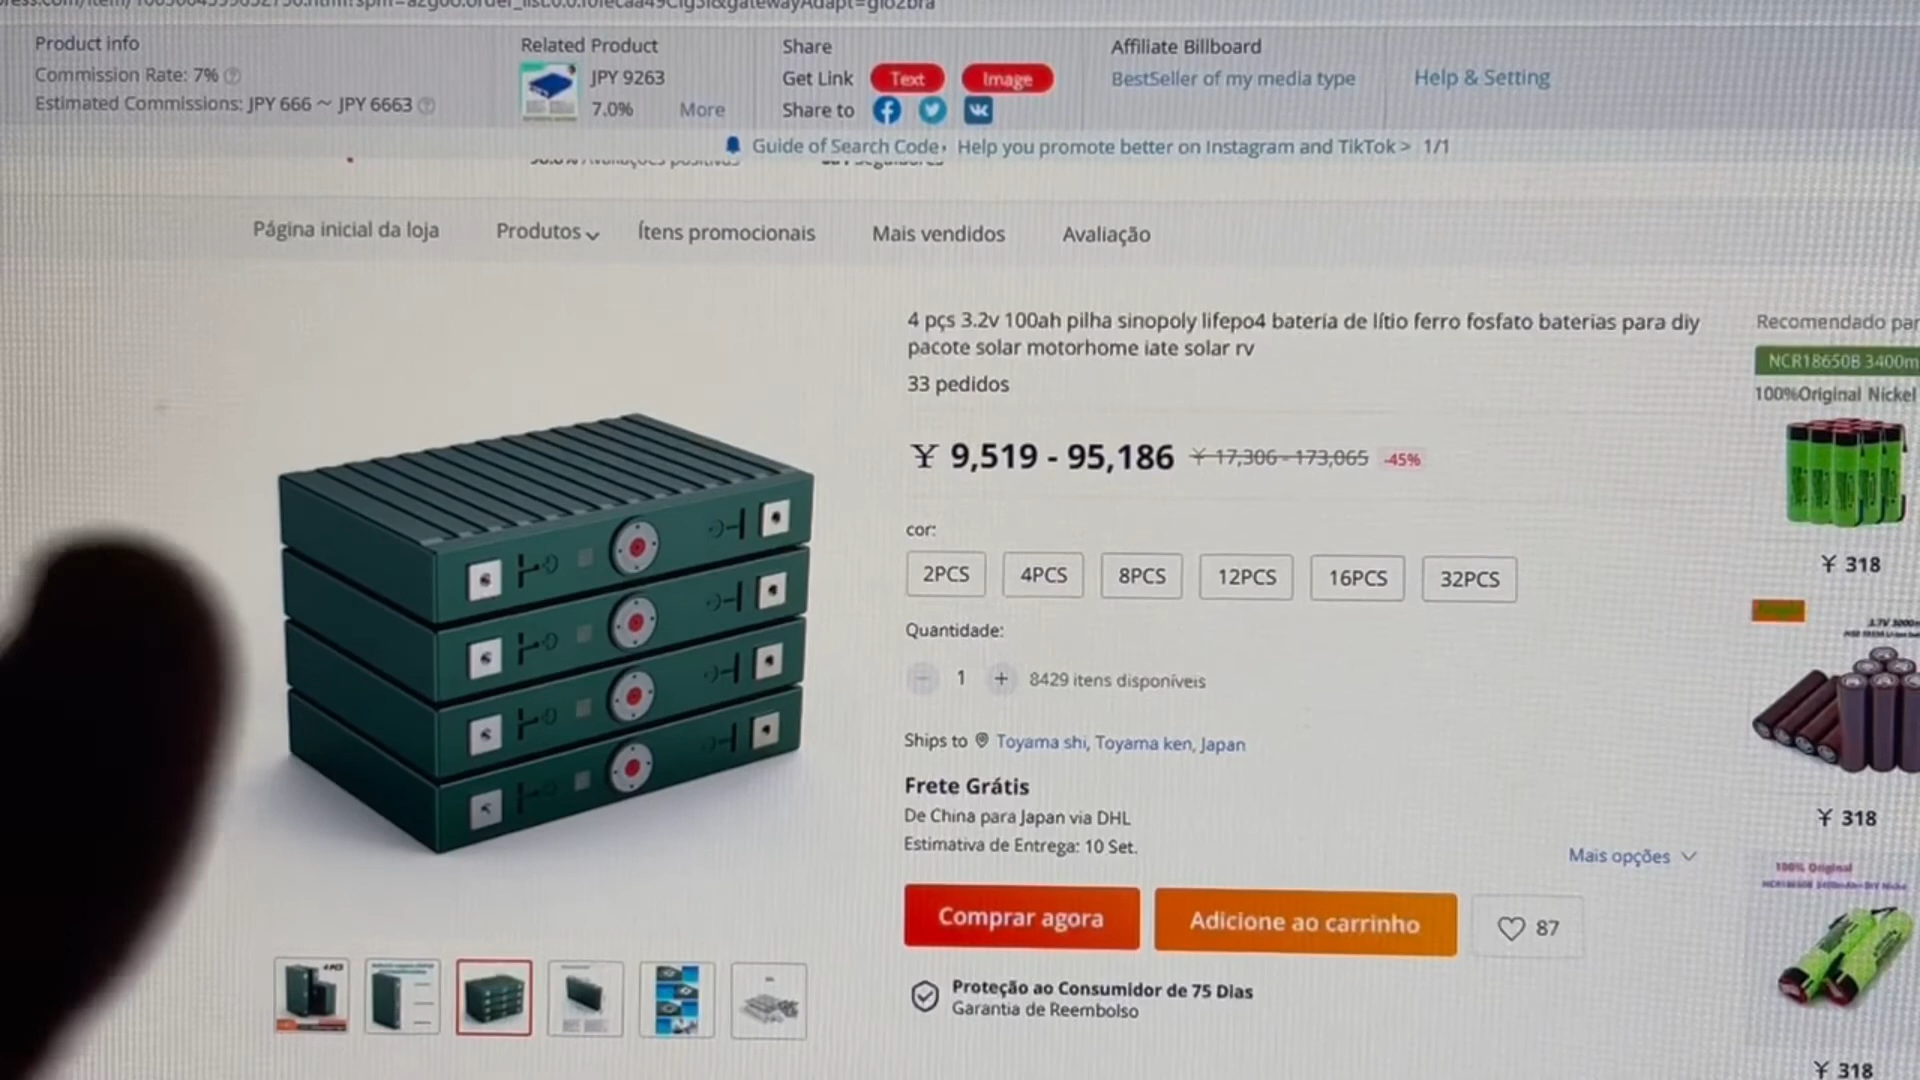 Product info
Commission Rate: 7%
Estimated Commissions: JPY 666 ~ JPY 6663
Related Product
JPY 9263
7.0%
More
Share
Get Link
Text
Image
Share to
Affiliate Billboard
BestSeller of my media type
Help & Setting
Guide of Search Code, Help you promote better on Instagram and TikTok > 1/1
Página inicial da loja
Produtos
Ítens promocionais
Mais vendidos
Avaliação
4 pçs 3.2v 100ah pilha sinopoly lifepo4 bateria de lítio ferro fosfato baterias para diy
pacote solar motorhome iate solar rv
33 pedidos
¥ 9,519 - 95,186 ¥ 17,306 - 173,065 -45%
cor:
2PCS
4PCS
8PCS
12PCS
16PCS
32PCS
Quantidade:
1
+
8429 itens disponíveis
Ships to Toyama shi, Toyama ken, Japan
Frete Grátis
De China para Japan via DHL
Estimativa de Entrega: 10 Set.
Mais opções
Comprar agora
Adicione ao carrinho
87
Proteção ao Consumidor de 75 Dias
Garantia de Reembolso
Recomendado par
NCR18650B 3400m
100%Original Nickel
¥ 318
¥ 318
100% Original
¥ 318